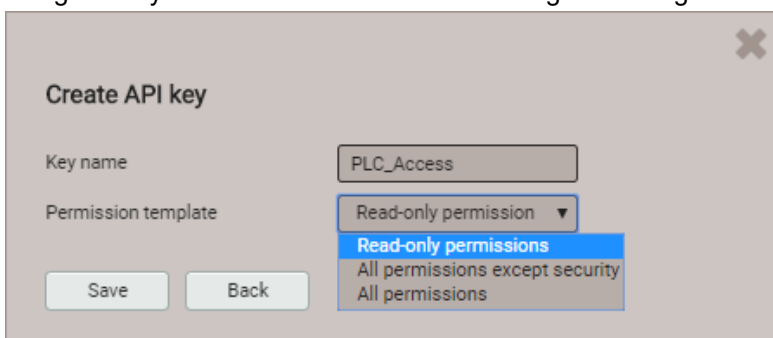 Create API key
Key name
PLC_Access
Permission template
Read-only permission ▼
Read-only permissions
All permissions except security
All permissions
Save
Back